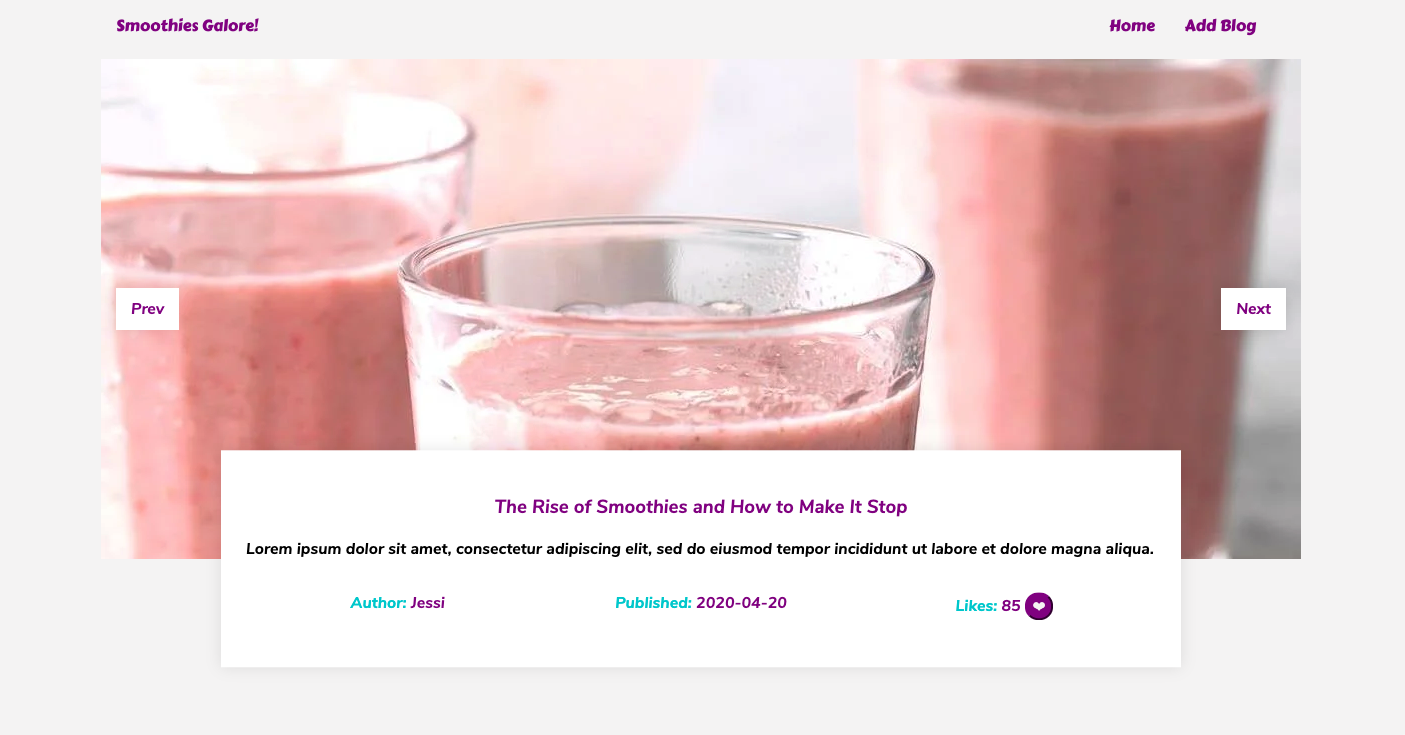 Smoothies Galore!
Home Add Blog
Prev
Next
The Rise of Smoothies and How to Make It Stop
Lorem ipsum dolor sit amet, consectetur adipiscing elit, sed do eiusmod tempor incididunt ut labore et dolore magna aliqua.
Author: Jessi
Published: 2020-04-20
Likes: 85 ❤